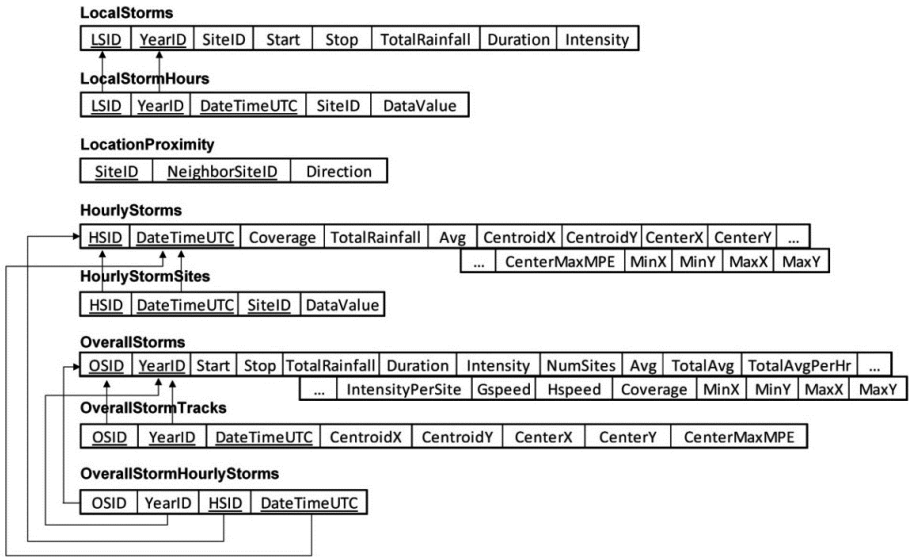 LocalStorms
LSID YearID SiteID Start Stop TotalRainfall Duration Intensity
LocalStormHours
LSID YearID DateTimeUTC SiteID DataValue
LocationProximity
SiteID NeighborSiteID Direction
HourlyStorms
HSID DateTimeUTC Coverage TotalRainfall Avg CentroidX CentroidY CenterX CenterY ...
... CenterMaxMPE MinX MinY MaxX MaxY
HourlyStormSites
HSID DateTimeUTC SiteID DataValue
OverallStorms
OSID YearID Start Stop TotalRainfall Duration Intensity NumSites Avg TotalAvg TotalAvgPerHr ...
... IntensityPerSite Gspeed Hspeed Coverage MinX MinY MaxX MaxY
OverallStormTracks
OSID YearID DateTimeUTC CentroidX CentroidY CenterX CenterY CenterMaxMPE
OverallStormHourlyStorms
OSID YearID HSID DateTimeUTC